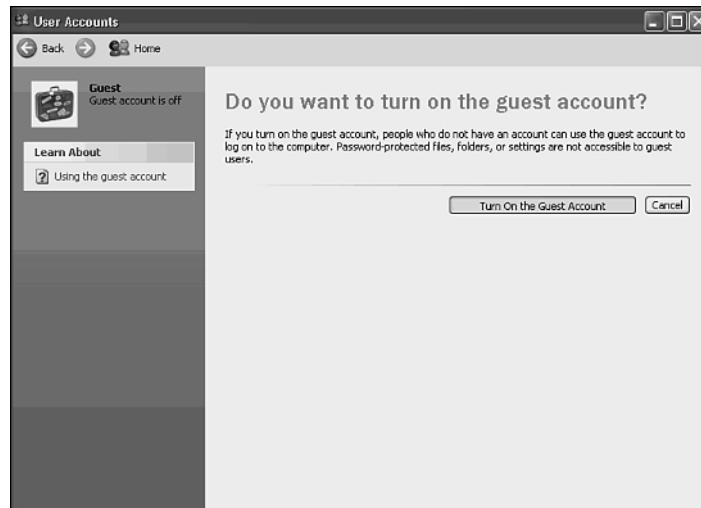 User Accounts
Back Home
Guest
Guest account is off
Learn About
Using the guest account
Do you want to turn on the guest account?
If you turn on the guest account, people who do not have an account can use the guest account to
log on to the computer. Password-protected files, folders, or settings are not accessible to guest
users.
Turn On the Guest Account Cancel